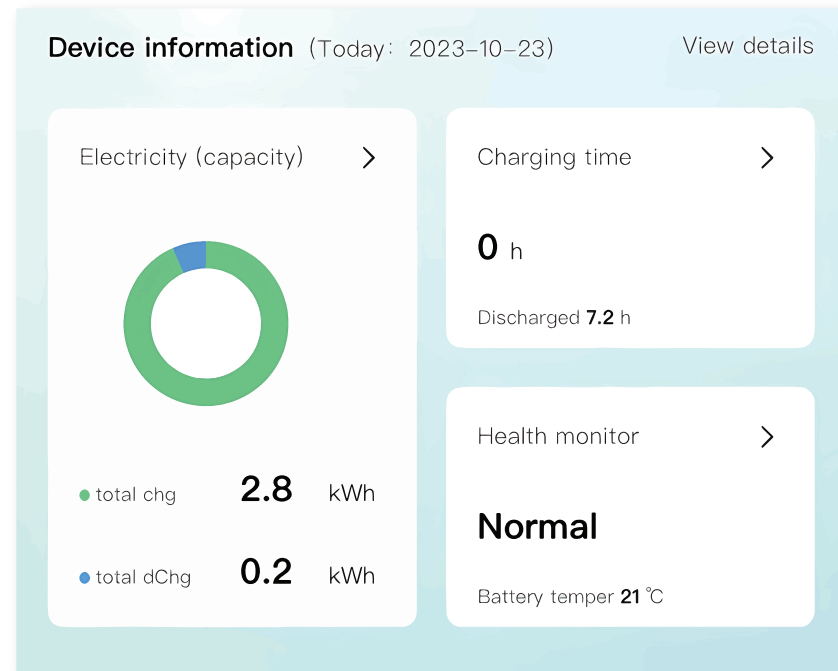 Device information (Today: 2023-10-23)
View details
Electricity (capacity)
total chg 2.8 kWh
total dChg 0.2 kWh
Charging time
0 h
Discharged 7.2 h
Health monitor
Normal
Battery temper 21 ℃